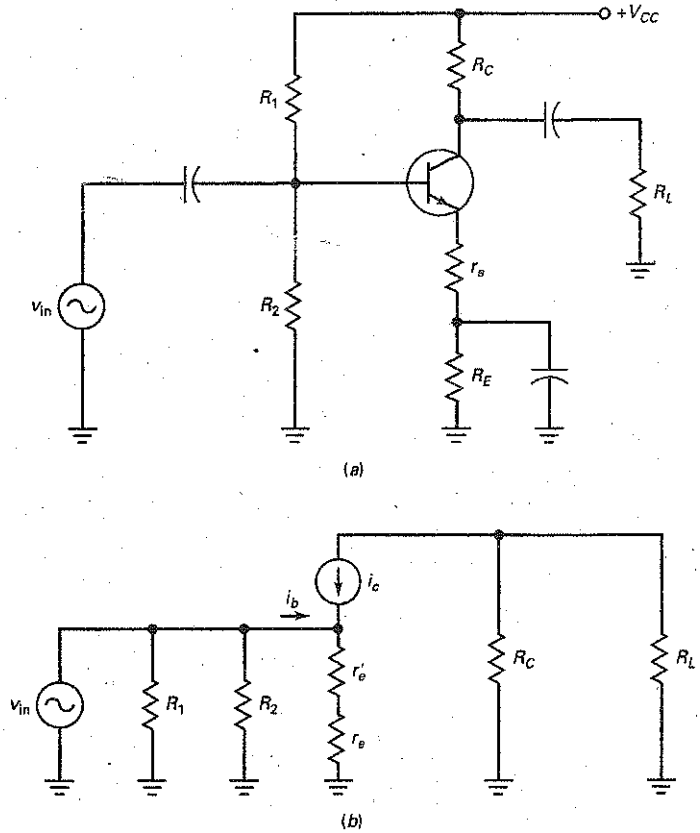 +V_CC
R_C
R_1
R_L
r_e
v_in
R_2
R_E
(a)
i_c
i_b
r'_e
R_C
R_L
v_in
R_1
R_2
r_e
(b)